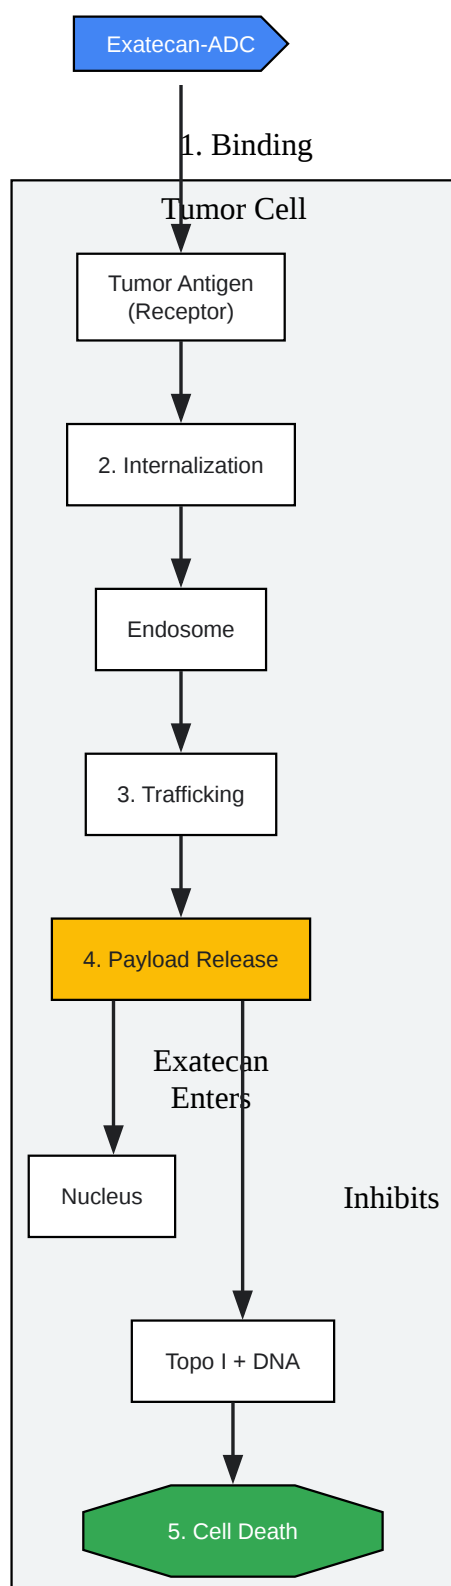 Exatecan-ADC
1. Binding
Tumor Cell
Tumor Antigen
(Receptor)
2. Internalization
Endosome
3. Trafficking
4. Payload Release
Exatecan
Enters
Nucleus
Inhibits
Topo I + DNA
5. Cell Death